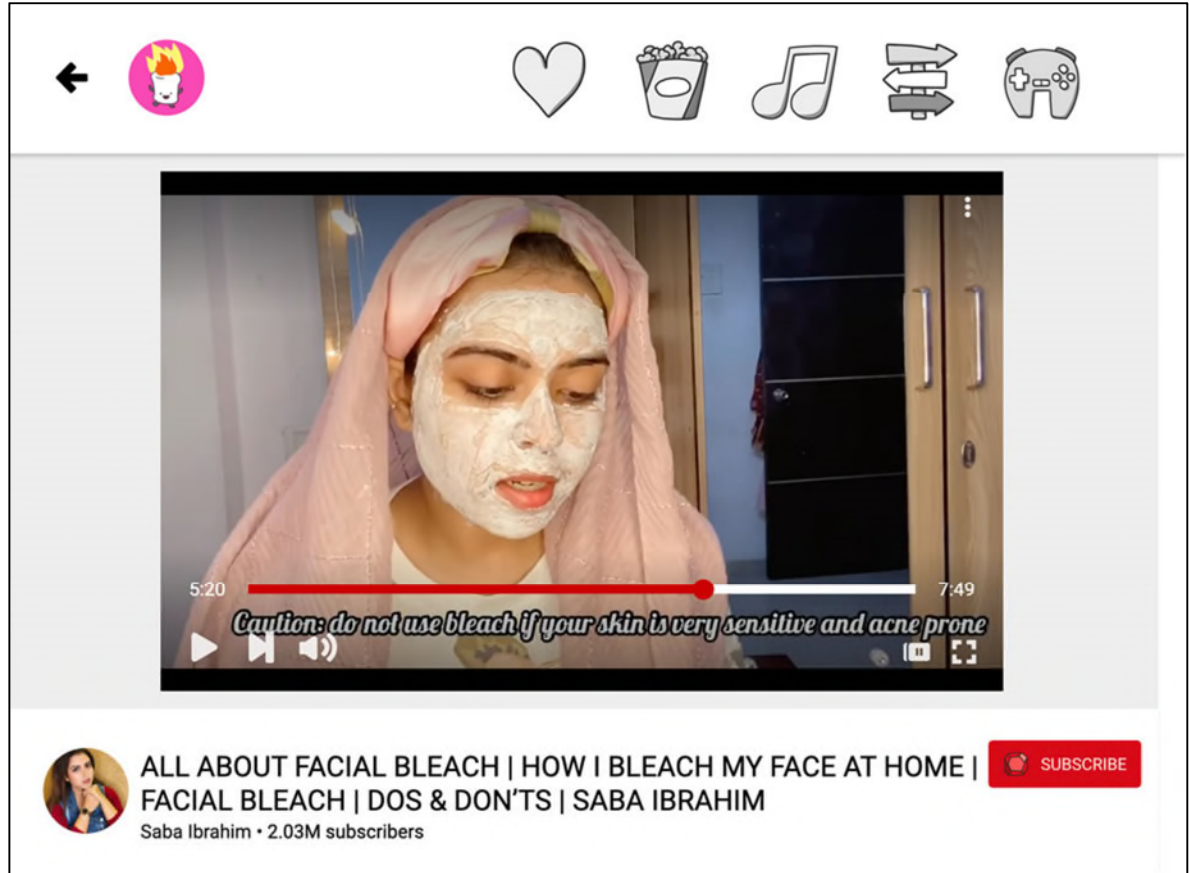 5:20
7:49
Caution: do not use bleach if your skin is very sensitive and acne prone
ALL ABOUT FACIAL BLEACH | HOW I BLEACH MY FACE AT HOME |
SUBSCRIBE
FACIAL BLEACH | DOS & DON’TS | SABA IBRAHIM
Saba Ibrahim • 2.03M subscribers